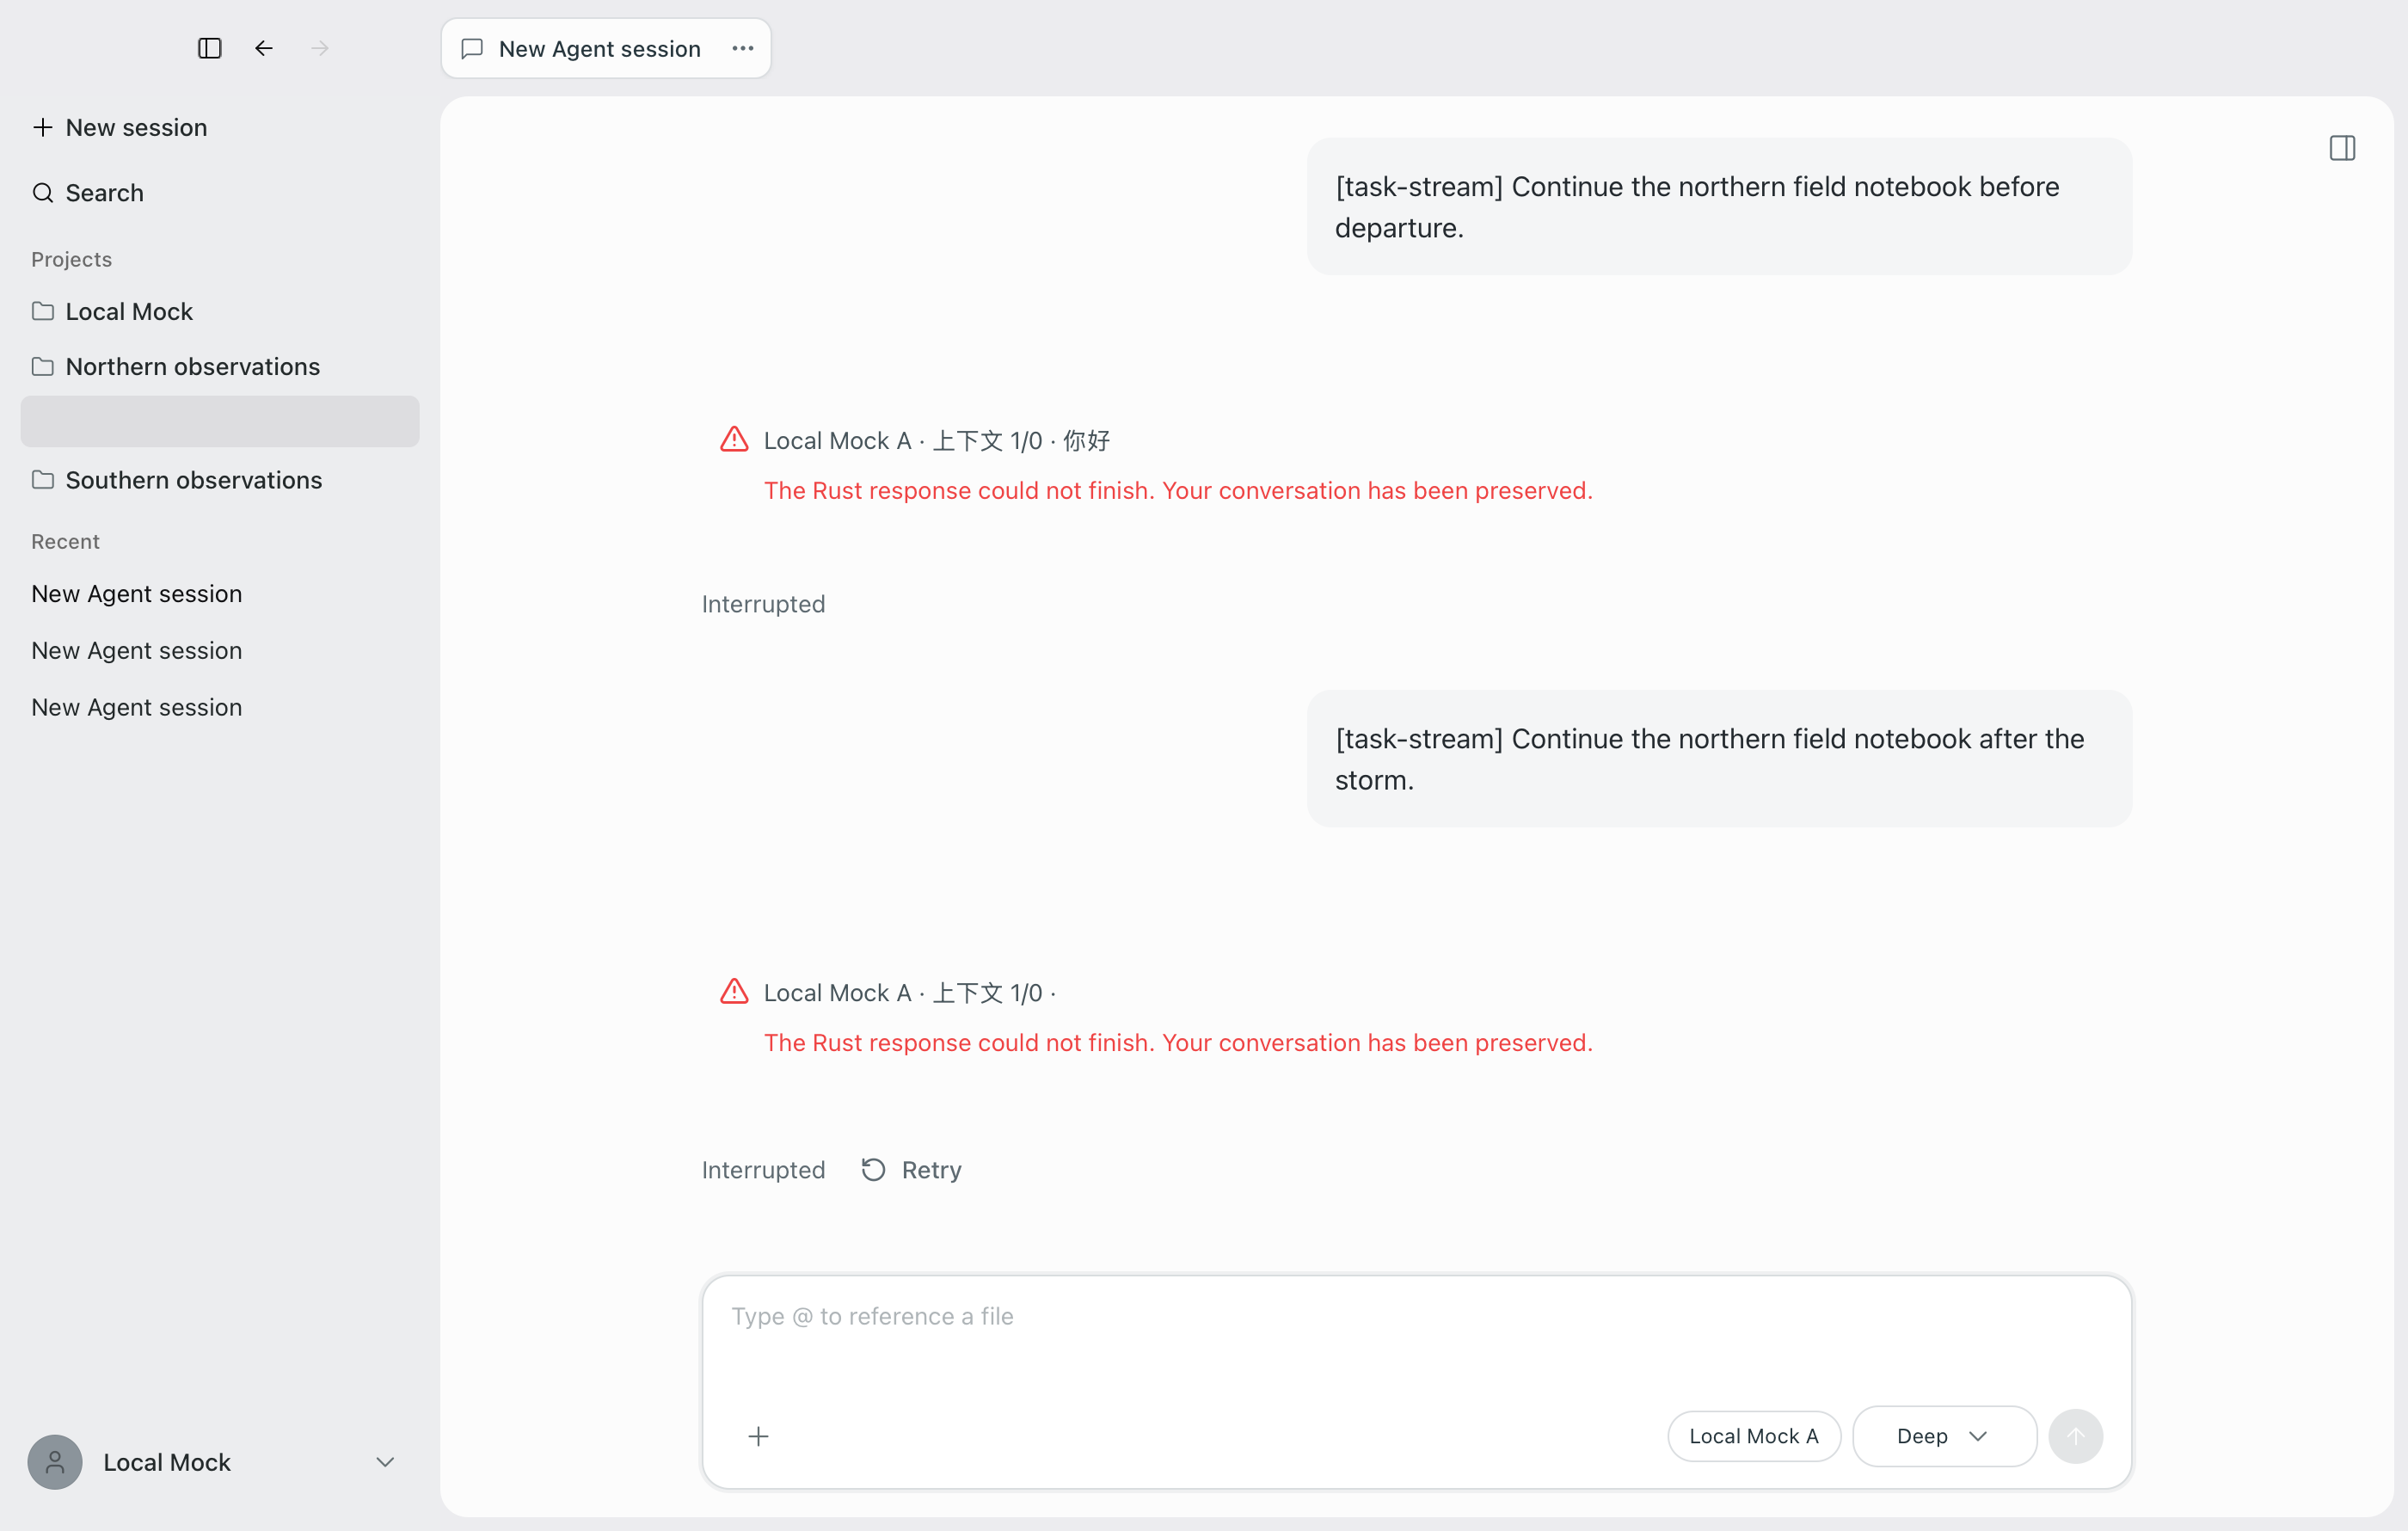 New Agent session
New session
Search
Projects
Local Mock
Northern observations
Southern observations
Recent
New Agent session
New Agent session
New Agent session
Local Mock
[task-stream] Continue the northern field notebook before
departure.
Local Mock A · 上下文 1/0 · 你好
The Rust response could not finish. Your conversation has been preserved.
Interrupted
[task-stream] Continue the northern field notebook after the
storm.
Local Mock A · 上下文 1/0 ·
The Rust response could not finish. Your conversation has been preserved.
Interrupted Retry
Type @ to reference a file
Local Mock A Deep